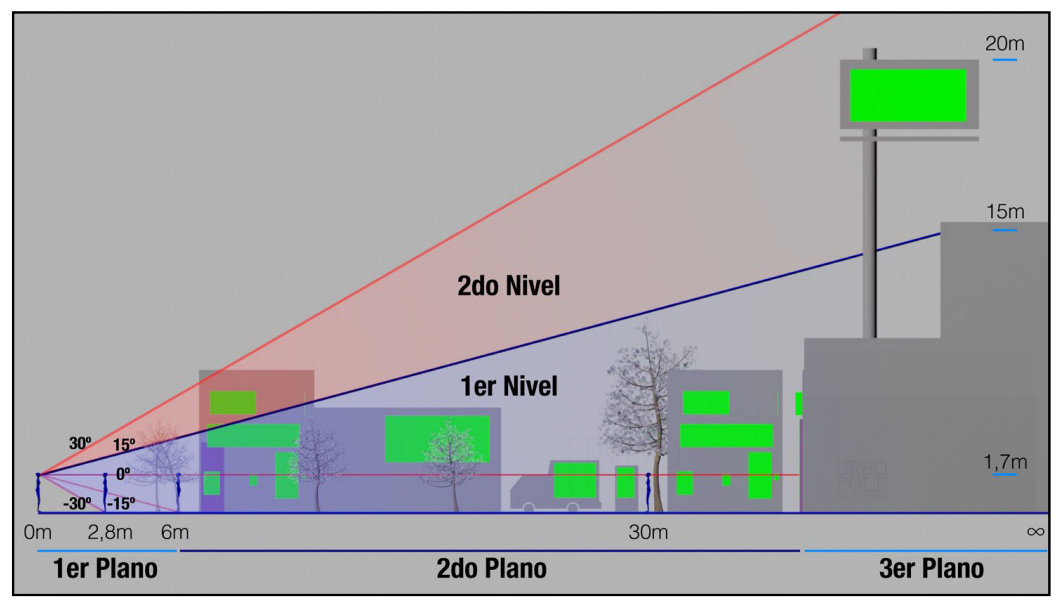 20m
15m
2do Nivel
1er Nivel
30º
15º
0º
1,7m
URBO
POLL
-30º
-15º
0m
2,8m
6m
30m
∞
1er Plano
2do Plano
3er Plano